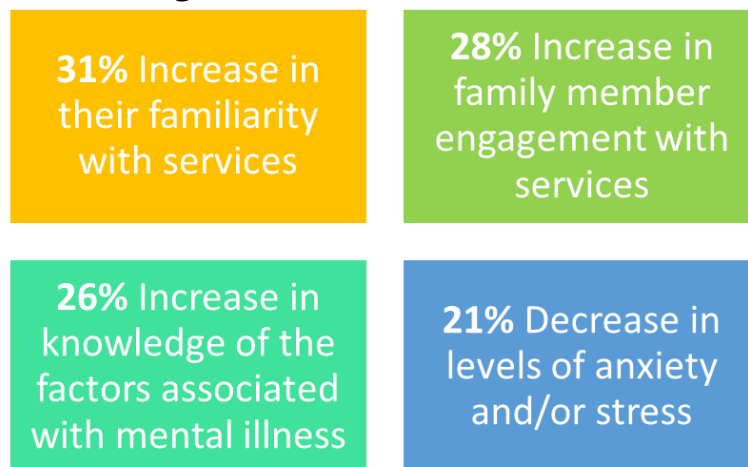 31% Increase in
their familiarity
with services
28% Increase in
family member
engagement with
services
26% Increase in
knowledge of the
factors associated
with mental illness
21% Decrease in
levels of anxiety
and/or stress